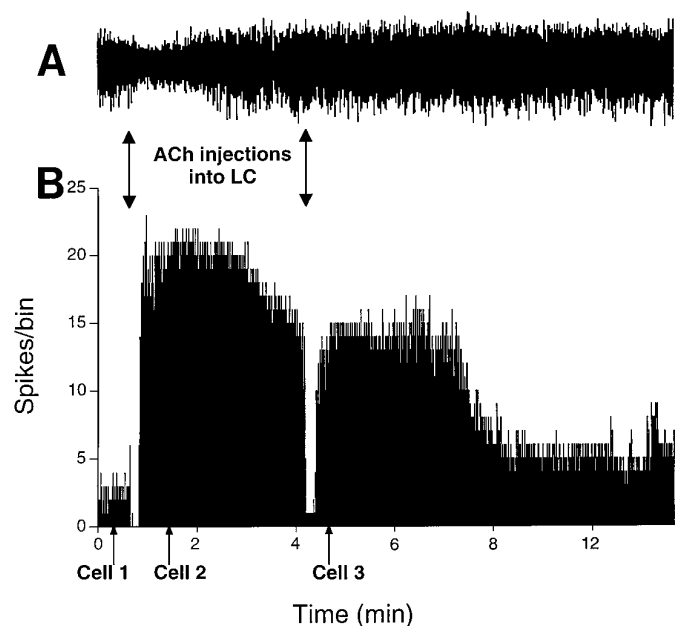 A
ACh injections
into LC
B
25
20
15
10
5
0
Spikes/bin
0 2 4 6 8 10 12
Cell 1 Cell 2 Cell 3
Time (min)